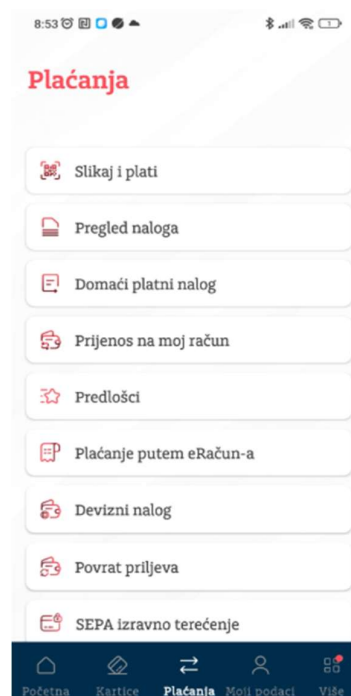 8:53
Plaćanja
Slikaj i plati
Pregled naloga
Domaći platni nalog
Prijenos na moj račun
Predlošci
Plaćanje putem eRačun-a
Devizni nalog
Povrat priljeva
SEPA izravno terećenje
Početna Kartice Plaćanja Moji podaci Više